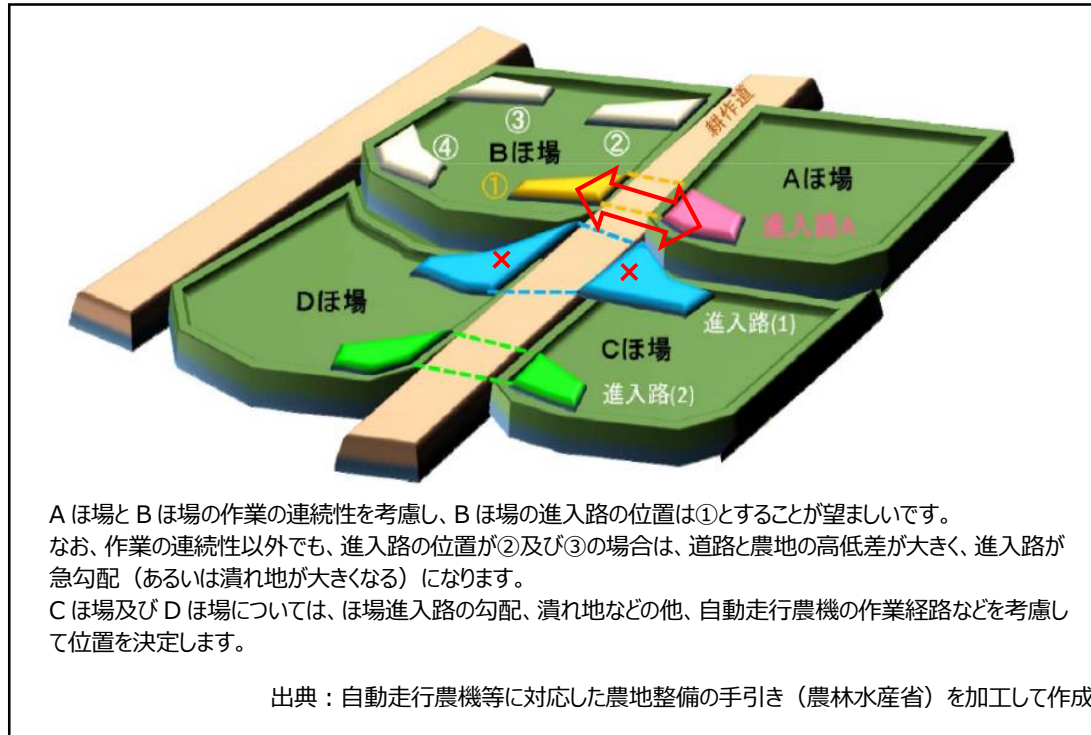 耕作道
③
②
④
Bほ場
Aほ場
①
進入路A
×
×
Dほ場
進入路(1)
Cほ場
進入路(2)
A ほ場と B ほ場の作業の連続性を考慮し、B ほ場の進入路の位置は①とすることが望ましいです。
なお、作業の連続性以外でも、進入路の位置が②及び③の場合は、道路と農地の高低差が大きく、進入路が
急勾配（あるいは潰れ地が大きくなる）になります。
C ほ場及び D ほ場については、ほ場進入路の勾配、潰れ地などの他、自動走行農機の作業経路などを考慮し
て位置を決定します。
出典：自動走行農機等に対応した農地整備の手引き（農林水産省）を加工して作成